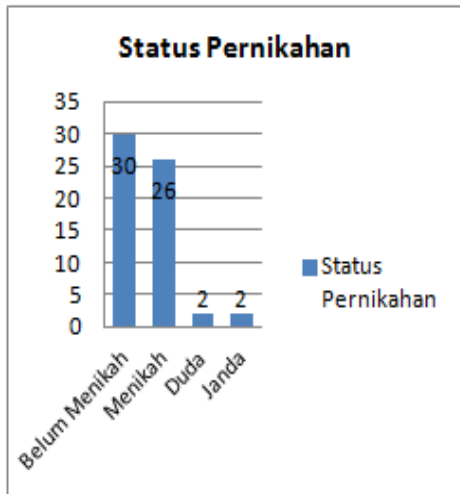 Status Pernikahan
35
30
25
20
15
10
5
0
30
26
2
2
Belum Menikah
Menikah
Duda
Janda
Status
Pernikahan